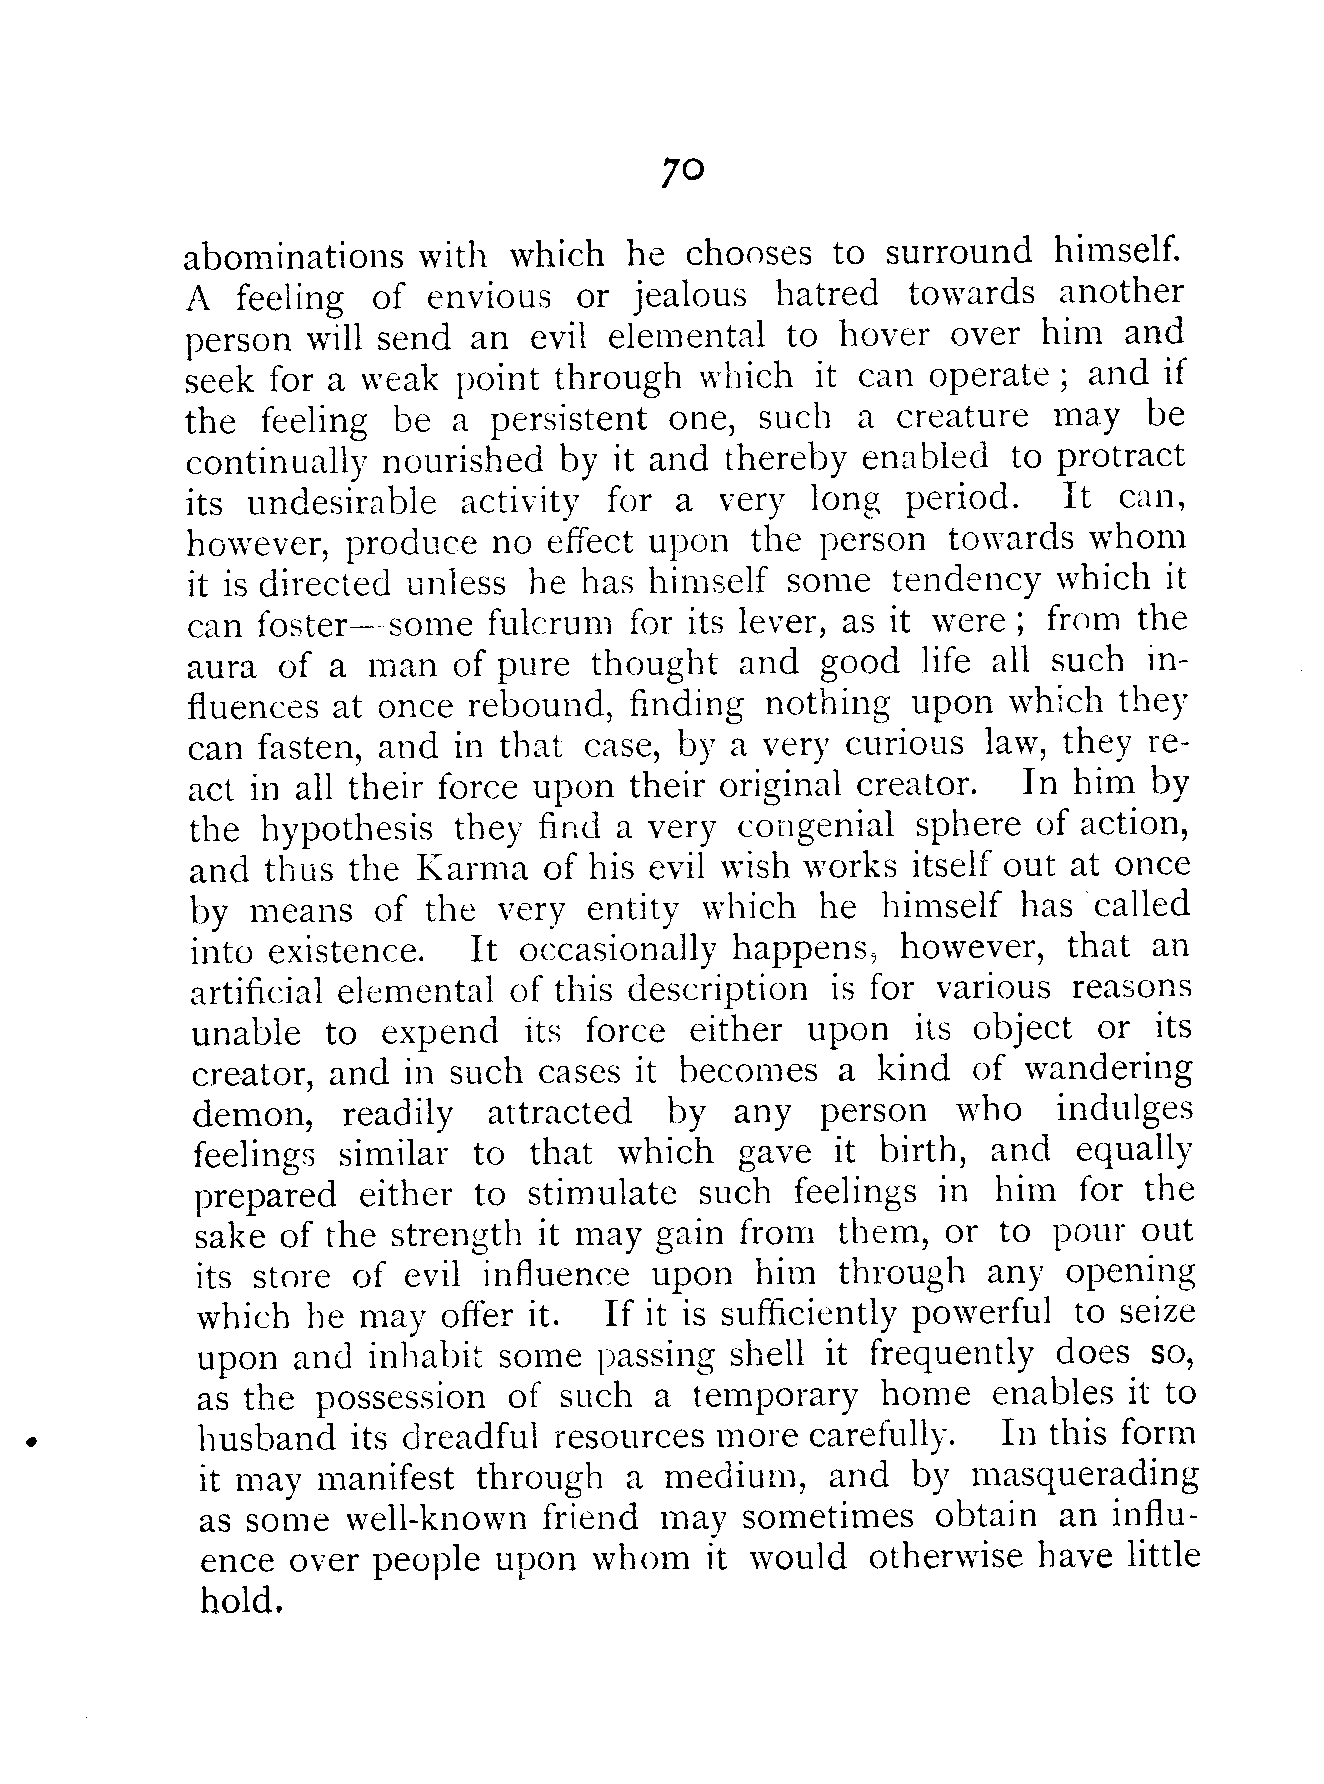 70
abominations with which he chooses to surround himself.
A feeling of envious or jealous hatred towards another
person will send an evil elemental to hover over him and
seek for a weak point through which it can operate ; and if
the feeling be a persistent one, such a creature may be
continually nourished by it and thereby enabled to protract
its undesirable activity for a very long period. It can,
however, produce no effect upon the person towards whom
it is directed unless he has himself some tendency which it
can foster—some fulcrum for its lever, as it were ; from the
aura of a man of pure thought and good life all such in-
fluences at once rebound, finding nothing upon which they
can fasten, and in that case, by a very curious law, they re-
act in all their force upon their original creator. In him by
the hypothesis they find a very congenial sphere of action,
and thus the Karma of his evil wish works itself out at once
by means of the very entity which he himself has called
into existence. It occasionally happens, however, that an
artificial elemental of this description is for various reasons
unable to expend its force either upon its object or its
creator, and in such cases it becomes a kind of wandering
demon, readily attracted by any person who indulges
feelings similar to that which gave it birth, and equally
prepared either to stimulate such feelings in him for the
sake of the strength it may gain from them, or to pour out
its store of evil influence upon him through any opening
which he may offer it. If it is sufficiently powerful to seize
upon and inhabit some passing shell it frequently does so,
as the possession of such a temporary home enables it to
husband its dreadful resources more carefully. In this form
it may manifest through a medium, and by masquerading
as some well-known friend may sometimes obtain an influ-
ence over people upon whom it would otherwise have little
hold.